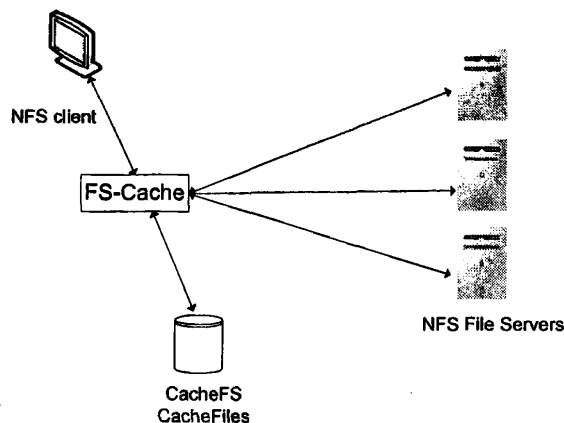 NFS client
FS-Cache
NFS File Servers
CacheFS
CacheFiles